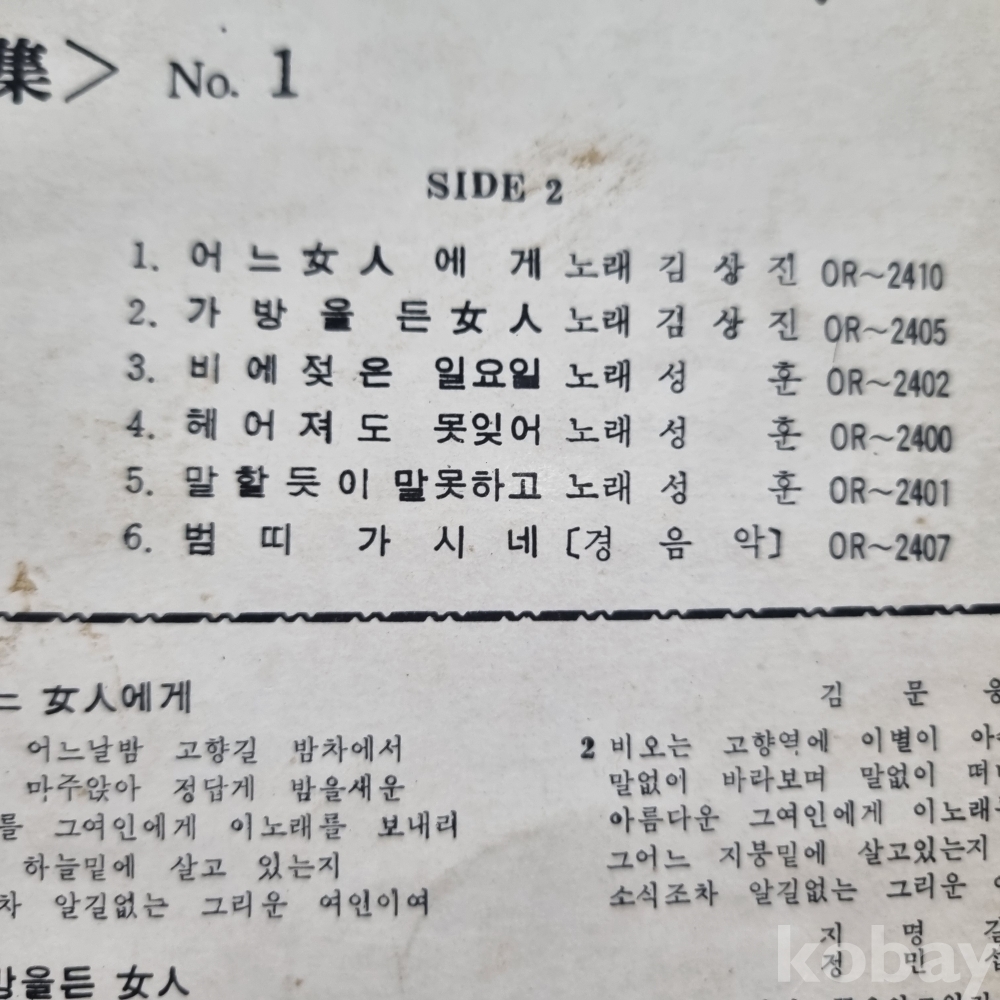 集> No. 1
SIDE 2
1. 어느女人에게 노래 김상진 OR~2410
2. 가방을 든女人 노래 김상진 OR~2405
3. 비에젖은 일요일 노래 성훈 OR~2402
4. 헤어져도 못잊어 노래 성훈 OR~2400
5. 말할듯이 말못하고 노래 성훈 OR~2401
6. 범띠 가시네 [경음악] OR~2407
느 女人에게
김문응
어느날밤 고향길 밤차에서
마주앉아 정답게 밤을새운
를 그여인에게 이노래를 보내리
하늘밑에 살고 있는지
차 알길없는 그리운 여인이여
2 비오는 고향역에 이별이
말없이 바라보며 말없이
아름다운 그여인에게 이노래
그어느 지붕밑에 살고있는지
소식조차 알길없는 그리운
지명
정민
방을든 女人
kobay